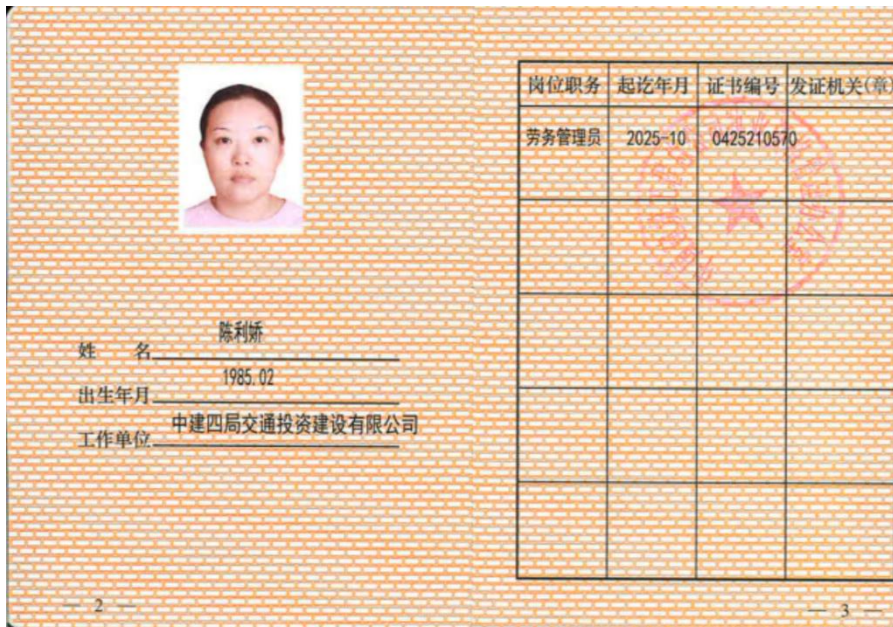 姓 名 陈利娇
出生年月 1985.02
工作单位 中建四局交通投资建设有限公司
— 2 —
岗位职务 起讫年月 证书编号 发证机关(章)
劳务管理员 2025-10 0425210570
— 3 —